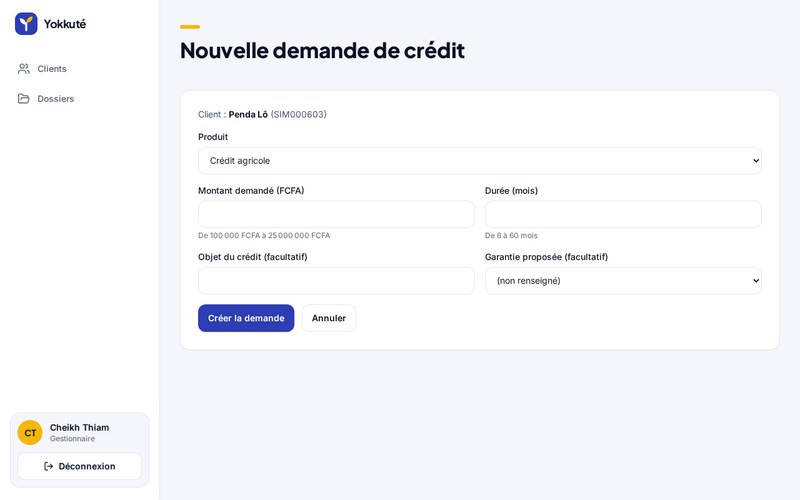 Yokkuté
Clients
Dossiers
Nouvelle demande de crédit
Client : Penda Lô (SIM000603)
Produit
Crédit agricole
Montant demandé (FCFA)
Durée (mois)
De 100 000 FCFA à 25 000 000 FCFA
De 6 à 60 mois
Objet du crédit (facultatif)
Garantie proposée (facultatif)
(non renseigné)
Créer la demande
Annuler
CT
Cheikh Thiam
Gestionnaire
Déconnexion